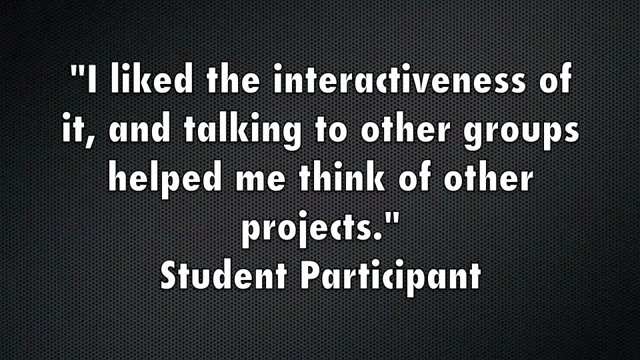 "I liked the interactiveness of
it, and talking to other groups
helped me think of other
projects."
Student Participant